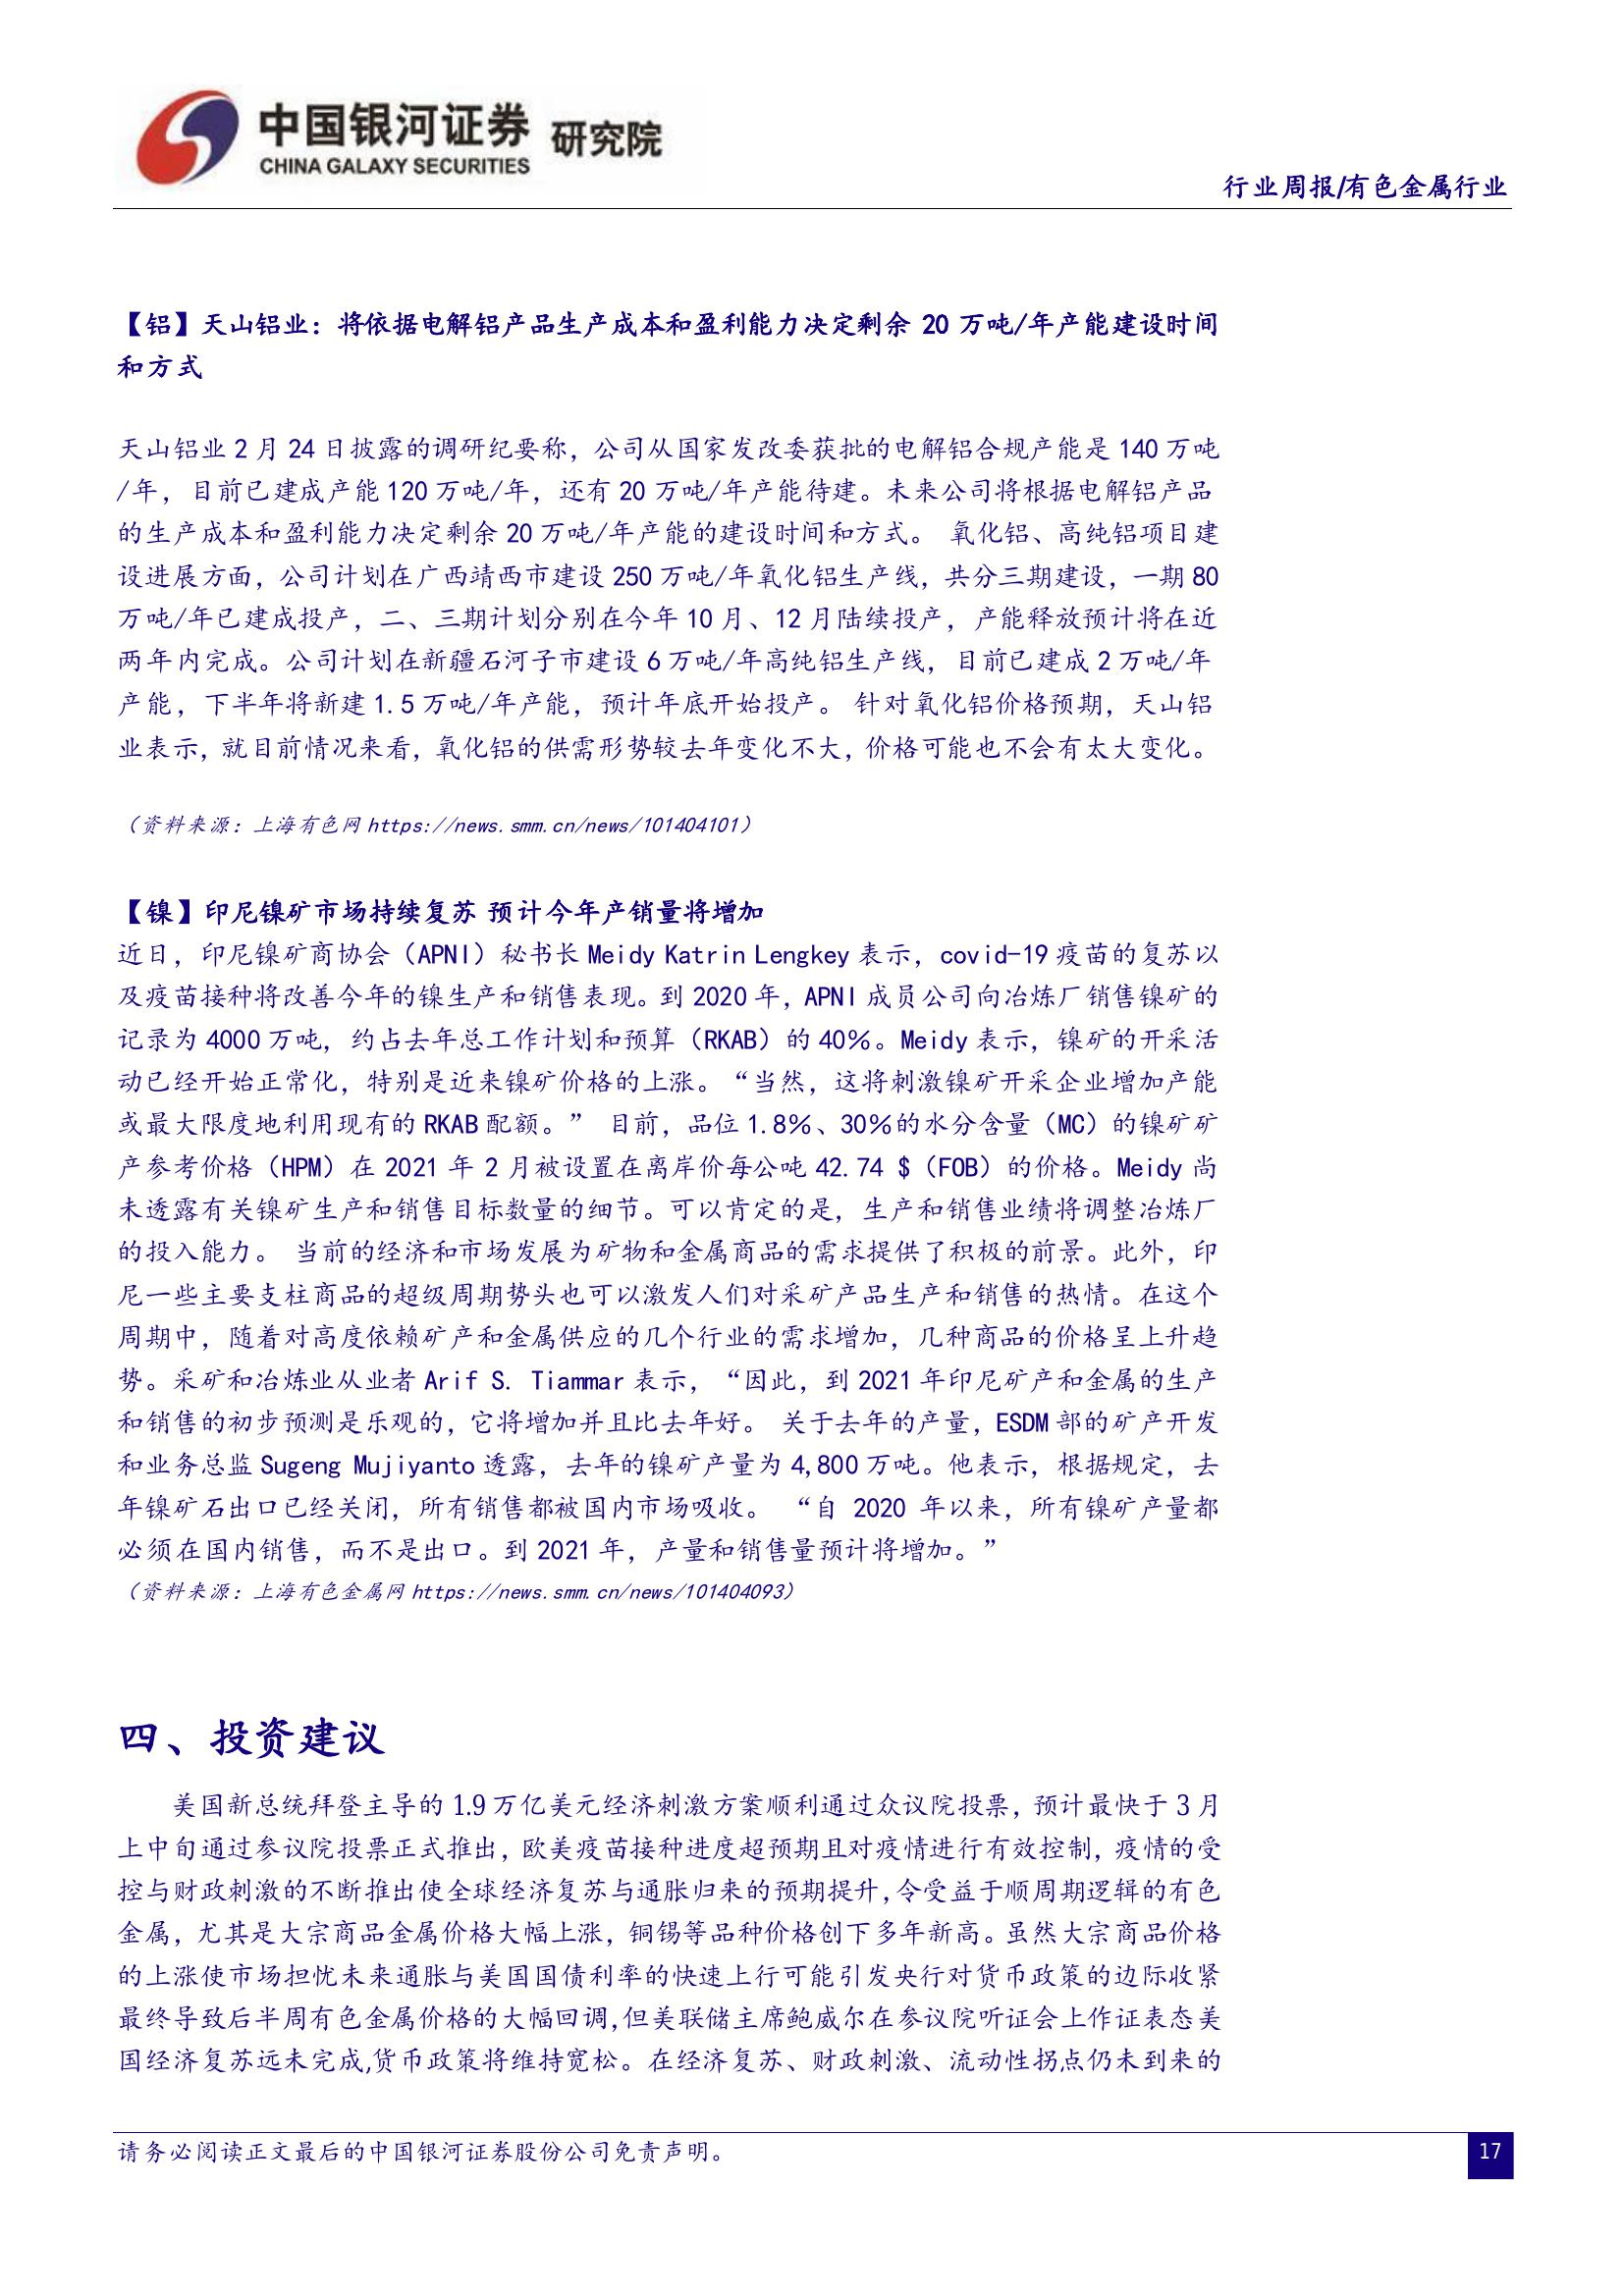 中国银河证券 研究院
CHINA GALAXY SECURITIES
行业周报/有色金属行业
【铝】天山铝业：将依据电解铝产品生产成本和盈利能力决定剩余 20 万吨/年产能建设时间
和方式
天山铝业 2 月 24 日披露的调研纪要称，公司从国家发改委获批的电解铝合规产能是 140 万吨
/年，目前已建成产能 120 万吨/年，还有 20 万吨/年产能待建。未来公司将根据电解铝产品
的生产成本和盈利能力决定剩余 20 万吨/年产能的建设时间和方式。 氧化铝、高纯铝项目建
设进展方面，公司计划在广西靖西市建设 250 万吨/年氧化铝生产线，共分三期建设，一期 80
万吨/年已建成投产，二、三期计划分别在今年 10 月、12 月陆续投产，产能释放预计将在近
两年内完成。公司计划在新疆石河子市建设 6 万吨/年高纯铝生产线，目前已建成 2 万吨/年
产能，下半年将新建 1.5 万吨/年产能，预计年底开始投产。 针对氧化铝价格预期，天山铝
业表示，就目前情况来看，氧化铝的供需形势较去年变化不大，价格可能也不会有太大变化。
（资料来源：上海有色网 https://news.smm.cn/news/101404101）
【镍】印尼镍矿市场持续复苏 预计今年产销量将增加
近日，印尼镍矿商协会（APNI）秘书长 Meidy Katrin Lengkey 表示，covid-19 疫苗的复苏以
及疫苗接种将改善今年的镍生产和销售表现。到 2020 年，APNI 成员公司向冶炼厂销售镍矿的
记录为 4000 万吨，约占去年总工作计划和预算（RKAB）的 40%。Meidy 表示，镍矿的开采活
动已经开始正常化，特别是近来镍矿价格的上涨。“当然，这将刺激镍矿开采企业增加产能
或最大限度地利用现有的 RKAB 配额。” 目前，品位 1.8%、30%的水分含量（MC）的镍矿矿
产参考价格（HPM）在 2021 年 2 月被设置在离岸价每公吨 42.74 $（FOB）的价格。Meidy 尚
未透露有关镍矿生产和销售目标数量的细节。可以肯定的是，生产和销售业绩将调整冶炼厂
的投入能力。 当前的经济和市场发展为矿物和金属商品的需求提供了积极的前景。此外，印
尼一些主要支柱商品的超级周期势头也可以激发人们对采矿产品生产和销售的热情。在这个
周期中，随着对高度依赖矿产和金属供应的几个行业的需求增加，几种商品的价格呈上升趋
势。采矿和冶炼业从业者 Arif S. Tiammar 表示，“因此，到 2021 年印尼矿产和金属的生产
和销售的初步预测是乐观的，它将增加并且比去年好。 关于去年的产量，ESDM 部的矿产开发
和业务总监 Sugeng Mujiyanto 透露，去年的镍矿产量为 4,800 万吨。他表示，根据规定，去
年镍矿石出口已经关闭，所有销售都被国内市场吸收。 “自 2020 年以来，所有镍矿产量都
必须在国内销售，而不是出口。到 2021 年，产量和销售量预计将增加。”
（资料来源：上海有色金属网 https://news.smm.cn/news/101404093）
四、投资建议
美国新总统拜登主导的 1.9 万亿美元经济刺激方案顺利通过众议院投票，预计最快于 3 月
上中旬通过参议院投票正式推出，欧美疫苗接种进度超预期且对疫情进行有效控制，疫情的受
控与财政刺激的不断推出使全球经济复苏与通胀归来的预期提升，令受益于顺周期逻辑的有色
金属，尤其是大宗商品金属价格大幅上涨，铜锡等品种价格创下多年新高。虽然大宗商品价格
的上涨使市场担忧未来通胀与美国国债利率的快速上行可能引发央行对货币政策的边际收紧
最终导致后半周有色金属价格的大幅回调，但美联储主席鲍威尔在参议院听证会上作证表态美
国经济复苏远未完成,货币政策将维持宽松。在经济复苏、财政刺激、流动性拐点仍未到来的
请务必阅读正文最后的中国银河证券股份公司免责声明。
17